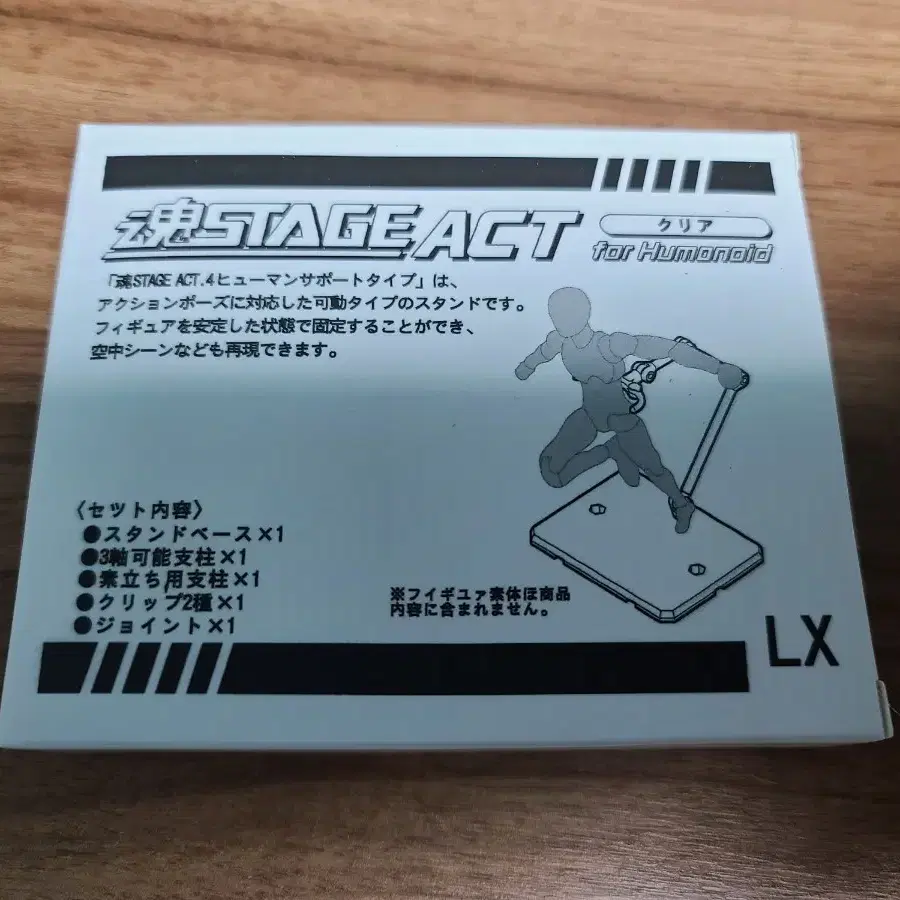 魂STAGE ACT
クリア
for Humonoid
「魂STAGE ACT.4ヒューマンサポートタイプ」は、
アクションポーズに対応した可動タイプのスタンドです。
フィギュアを安定した状態で固定することができ、
空中シーンなども再現できます。
〈セット内容〉
●スタンドベース×1
●3軸可能支柱×1
●素立ち用支柱×1
●クリップ2種×1
●ジョイント×1
※フイギユァ素体ほ商品
内容に含まれません。
LX